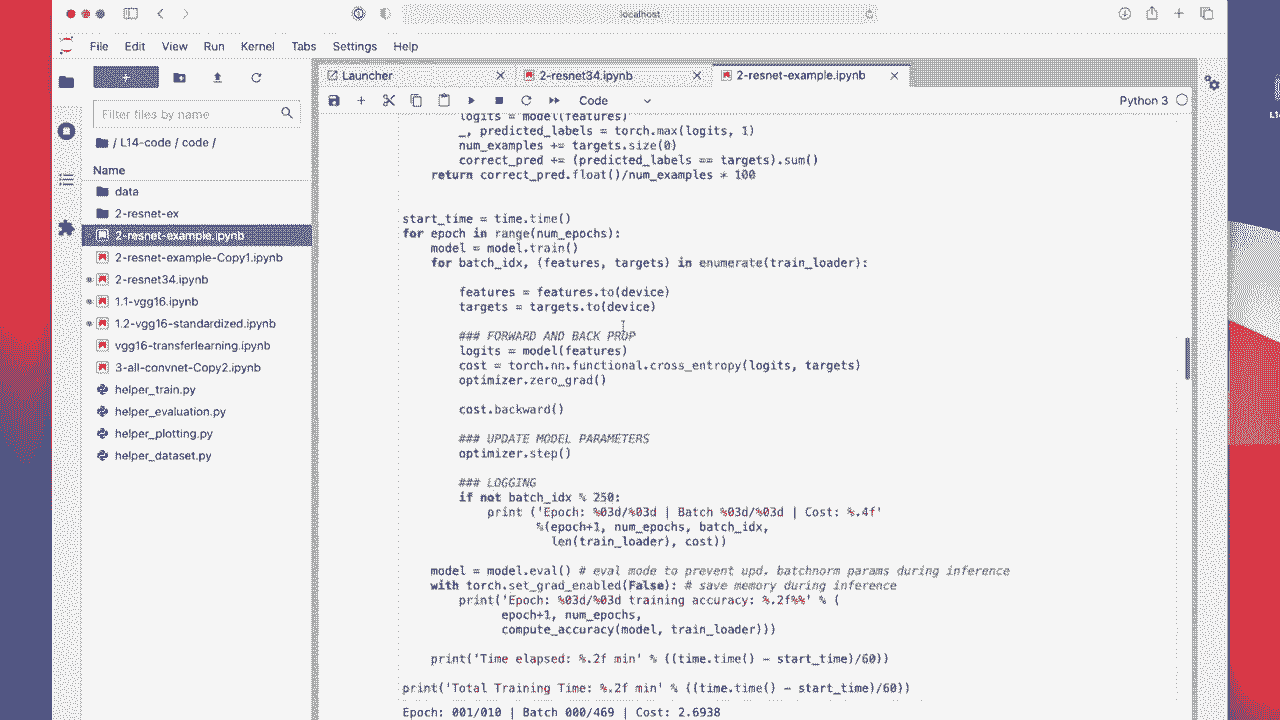 localhost
File Edit View Run Kernel Tabs Settings Help
Launcher 2-resnet34.ipynb 2-resnet-example.ipynb
Code Python 3
Filter files by name
/ L14-code / code /
Name
data
2-resnet-ex
2-resnet-example.ipynb
2-resnet-example-Copy1.ipynb
2-resnet34.ipynb
1.1-vgg16.ipynb
1.2-vgg16-standardized.ipynb
vgg16-transferlearning.ipynb
3-all-convnet-Copy2.ipynb
helper_train.py
helper_evaluation.py
helper_plotting.py
helper_dataset.py
logits = model(features)
_, predicted_labels = torch.max(logits, 1)
num_examples += targets.size(0)
correct_pred += (predicted_labels == targets).sum()
return correct_pred.float()/num_examples * 100
start_time = time.time()
for epoch in range(num_epochs):
model = model.train()
for batch_idx, (features, targets) in enumerate(train_loader):
features = features.to(device)
targets = targets.to(device)
### FORWARD AND BACK PROP
logits = model(features)
cost = torch.nn.functional.cross_entropy(logits, targets)
optimizer.zero_grad()
cost.backward()
### UPDATE MODEL PARAMETERS
optimizer.step()
### LOGGING
if not batch_idx % 250:
print ('Epoch: %03d/%03d | Batch %03d/%03d | Cost: %.4f'
%(epoch+1, num_epochs, batch_idx,
len(train_loader), cost))
model = model.eval() # eval mode to prevent upd. batchnorm params during inference
with torch.set_grad_enabled(False): # save memory during inference
print('Epoch: %03d/%03d training accuracy: %.2f%%' % (
epoch+1, num_epochs,
compute_accuracy(model, train_loader)))
print('Time elapsed: %.2f min' % ((time.time() - start_time)/60))
print('Total Training Time: %.2f min' % ((time.time() - start_time)/60))
Epoch: 001/010 | Batch 000/469 | Cost: 2.6938